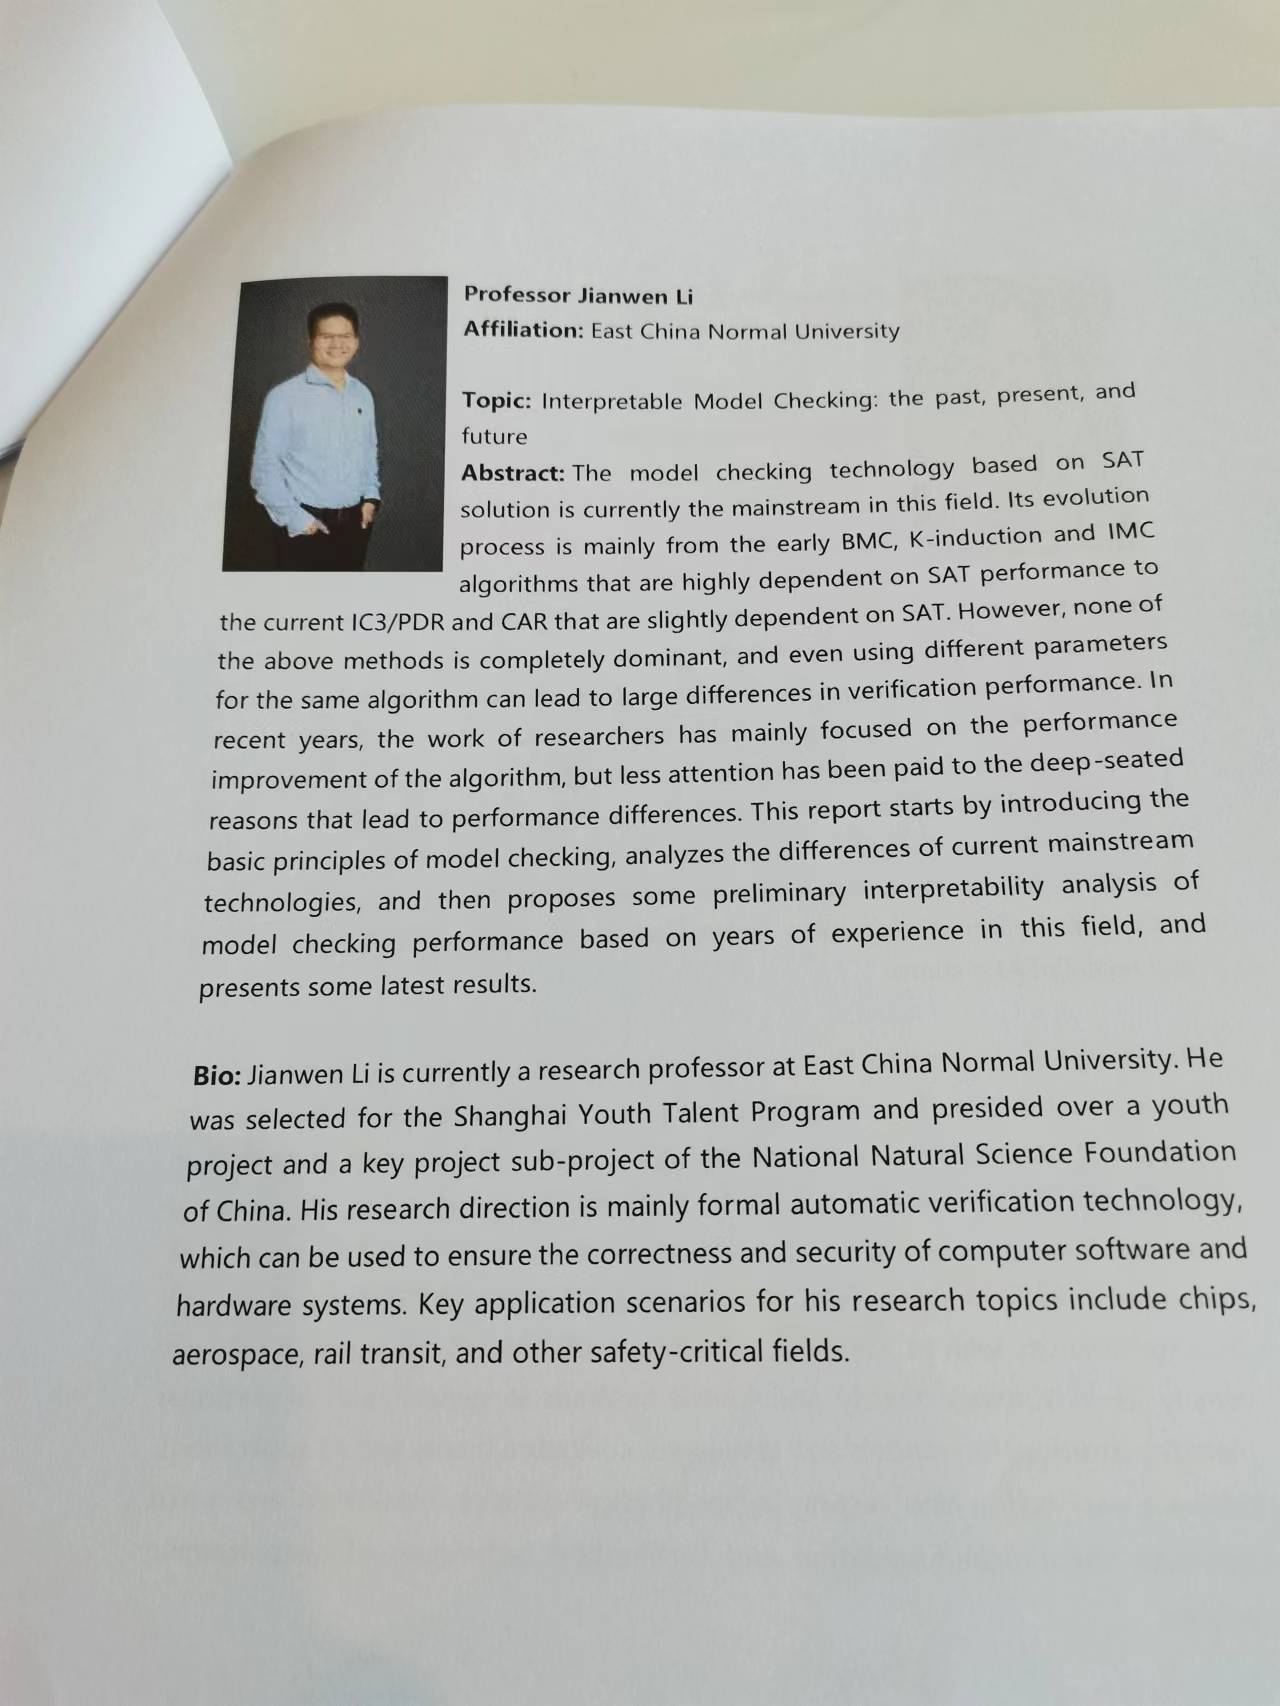 Professor Jianwen Li
Affiliation: East China Normal University
Topic: Interpretable Model Checking: the past, present, and
future
Abstract: The model checking technology based on SAT
solution is currently the mainstream in this field. Its evolution
process is mainly from the early BMC, K-induction and IMC
algorithms that are highly dependent on SAT performance to
the current IC3/PDR and CAR that are slightly dependent on SAT. However, none of
the above methods is completely dominant, and even using different parameters
for the same algorithm can lead to large differences in verification performance. In
recent years, the work of researchers has mainly focused on the performance
improvement of the algorithm, but less attention has been paid to the deep-seated
reasons that lead to performance differences. This report starts by introducing the
basic principles of model checking, analyzes the differences of current mainstream
technologies, and then proposes some preliminary interpretability analysis of
model checking performance based on years of experience in this field, and
presents some latest results.
Bio: Jianwen Li is currently a research professor at East China Normal University. He
was selected for the Shanghai Youth Talent Program and presided over a youth
project and a key project sub-project of the National Natural Science Foundation
of China. His research direction is mainly formal automatic verification technology,
which can be used to ensure the correctness and security of computer software and
hardware systems. Key application scenarios for his research topics include chips,
aerospace, rail transit, and other safety-critical fields.